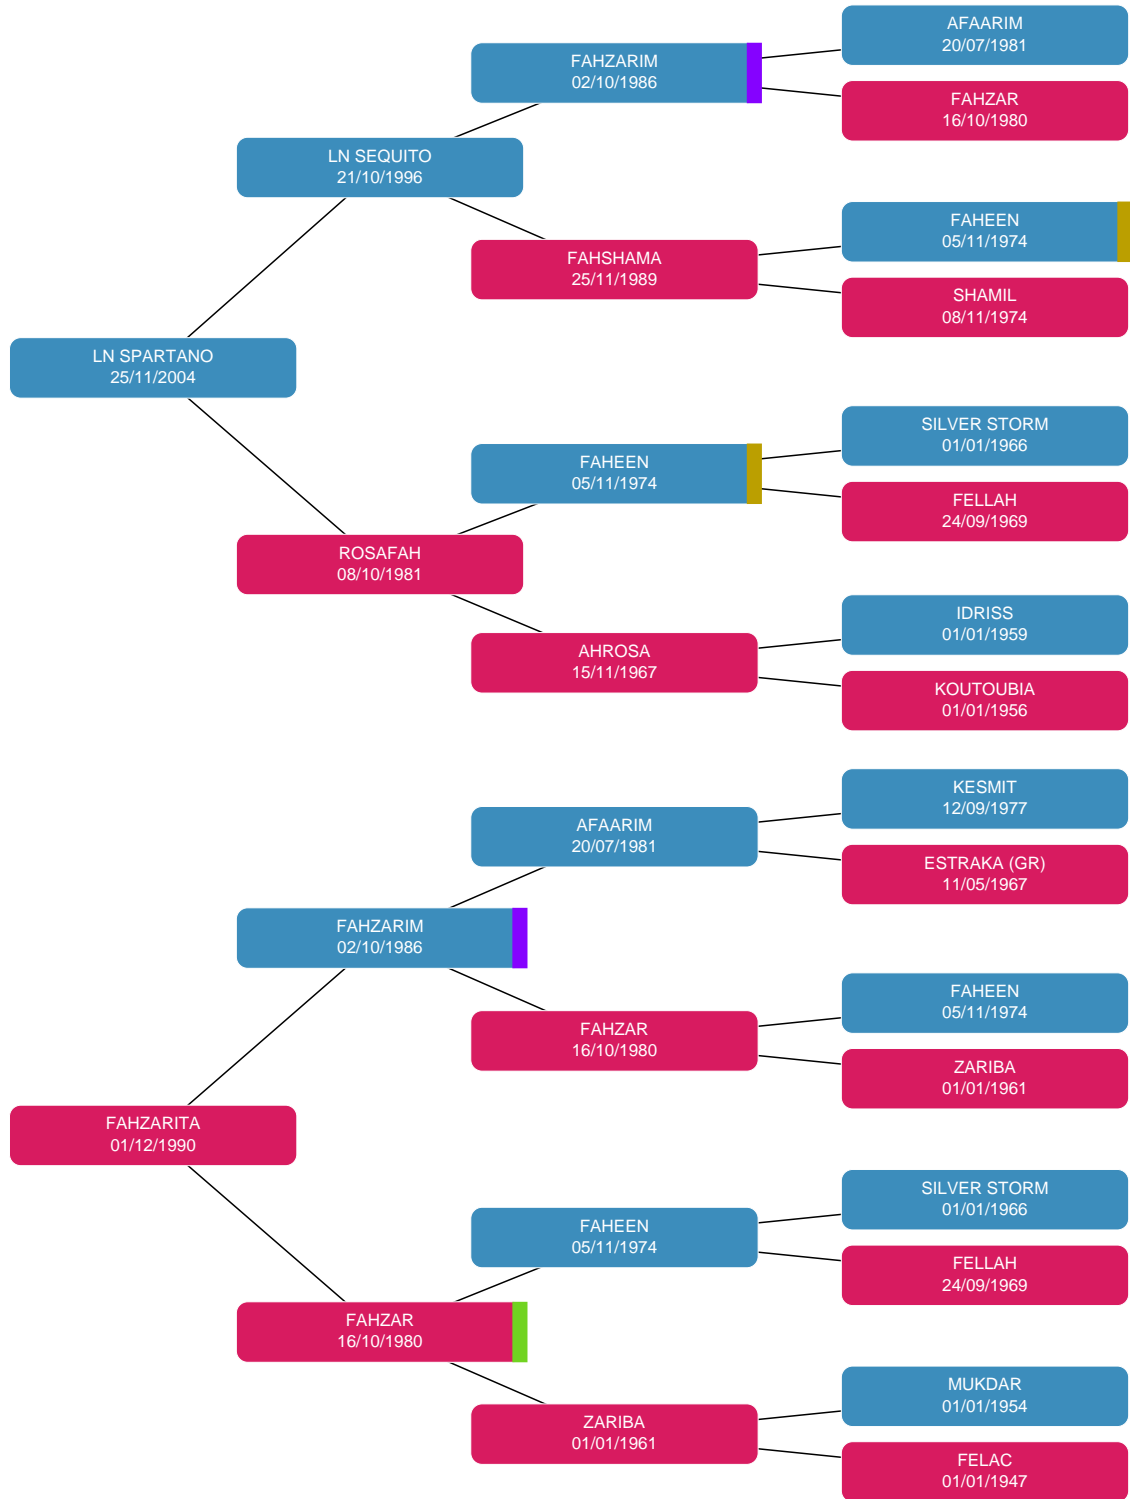 AFAARIM
20/07/1981
FAHZARIM
02/10/1986
FAHZAR
16/10/1980
LN SEQUITO
21/10/1996
FAHEEN
05/11/1974
FAHSHAMA
25/11/1989
SHAMIL
08/11/1974
LN SPARTANO
25/11/2004
SILVER STORM
01/01/1966
FAHEEN
05/11/1974
FELLAH
24/09/1969
ROSAFAH
08/10/1981
IDRISS
01/01/1959
AHROSA
15/11/1967
KOUTOUBIA
01/01/1956
KESMIT
12/09/1977
AFAARIM
20/07/1981
ESTRAKA (GR)
11/05/1967
FAHZARIM
02/10/1986
FAHEEN
05/11/1974
FAHZAR
16/10/1980
ZARIBA
01/01/1961
FAHZARITA
01/12/1990
SILVER STORM
01/01/1966
FAHEEN
05/11/1974
FELLAH
24/09/1969
FAHZAR
16/10/1980
MUKDAR
01/01/1954
ZARIBA
01/01/1961
FELAC
01/01/1947